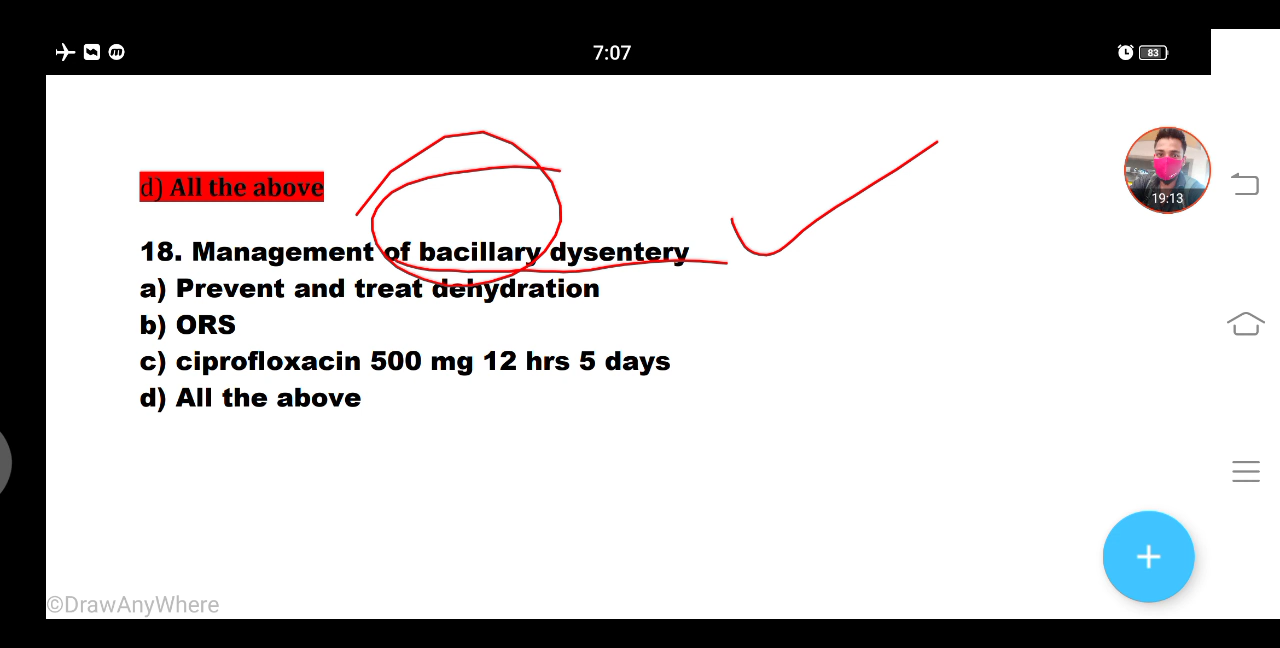 7:07
83
d) All the above
19:13
18. Management of bacillary dysentery
a) Prevent and treat dehydration
b) ORS
c) ciprofloxacin 500 mg 12 hrs 5 days
d) All the above
©DrawAnyWhere